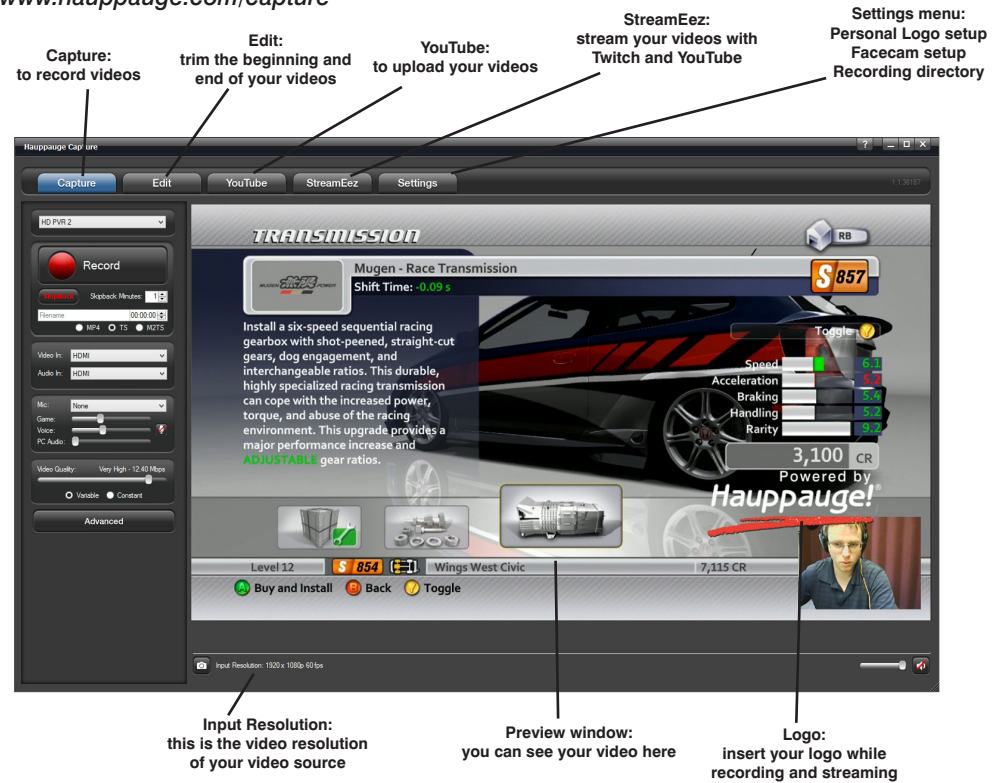 www.hauppauge.com/capture
Capture:
to record videos
Edit:
trim the beginning and
end of your videos
YouTube:
to upload your videos
StreamEez:
stream your videos with
Twitch and YouTube
Settings menu:
Personal Logo setup
Facecam setup
Recording directory
Hauppauge Capture
?
Capture
Edit
YouTube
StreamEez
Settings
1.1.36167
HD PVR 2
Record
Skipback
Skipback Minutes: 1
Filename
00:00:00
MP4 TS M2TS
Video In: HDMI
Audio In: HDMI
Mic: None
Game:
Voice:
PC Audio:
Video Quality: Very High - 12.40 Mbps
Variable Constant
Advanced
TRANSMISSION
RB
MUGEN POWER
Mugen - Race Transmission
Shift Time: -0.09 s
S 857
Install a six-speed sequential racing
gearbox with shot-peened, straight-cut
gears, dog engagement, and
interchangeable ratios. This durable,
highly specialized racing transmission
can cope with the increased power,
torque, and abuse of the racing
environment. This upgrade provides a
major performance increase and
ADJUSTABLE gear ratios.
Toggle Y
Speed 6.1
Acceleration 5.2
Braking 5.4
Handling 5.2
Rarity 9.2
3,100 CR
Powered by
Hauppauge!®
Level 12
S 854
Wings West Civic
7,115 CR
A Buy and Install B Back Y Toggle
Input Resolution: 1920 x 1080p 60 fps
Input Resolution:
this is the video resolution
of your video source
Preview window:
you can see your video here
Logo:
insert your logo while
recording and streaming